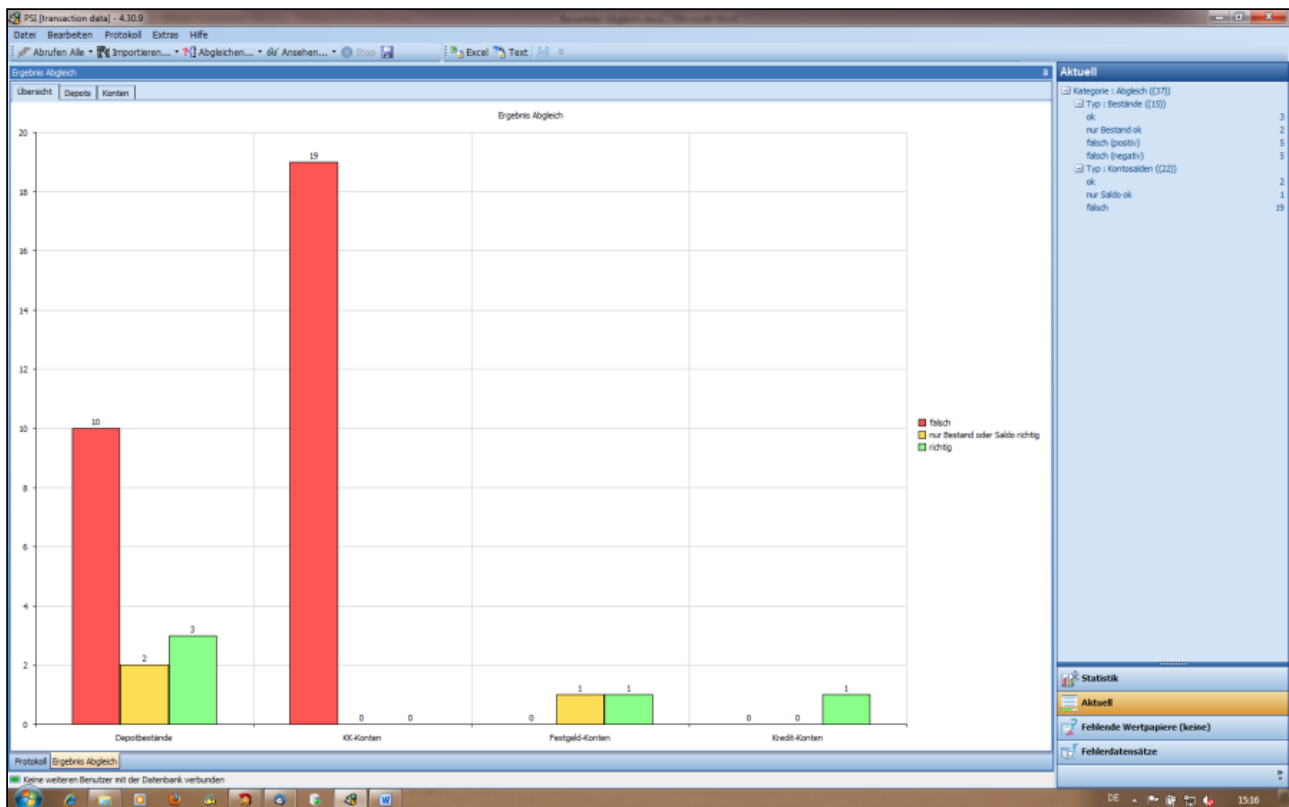 PSI [transaction data] - 4.30.9
Datei Bearbeiten Protokoll Extras Hilfe
Abrufen Alle Importieren... Abgleichen... Ansehen... Stop Excel Text
Ergebnis Abgleich
Übersicht Depots Konten
Ergebnis Abgleich
20
18
16
14
12
10
8
6
4
2
0
10
2
3
19
0
0
0
1
1
0
0
1
Depotbestände KK-Konten Festgeld-Konten Kredit-Konten
falsch
nur Bestand oder Saldo richtig
richtig
Protokoll Ergebnis Abgleich
Keine weiteren Benutzer mit der Datenbank verbunden
Aktuell
Kategorie : Abgleich ((37))
Typ : Bestände ((15))
ok 3
nur Bestand ok 2
falsch (positiv) 5
falsch (negativ) 5
Typ : Kontosalden ((22))
ok 2
nur Saldo ok 1
falsch 19
Statistik
Aktuell
Fehlende Wertpapiere (keine)
Fehlerdatensätze
DE 15:16